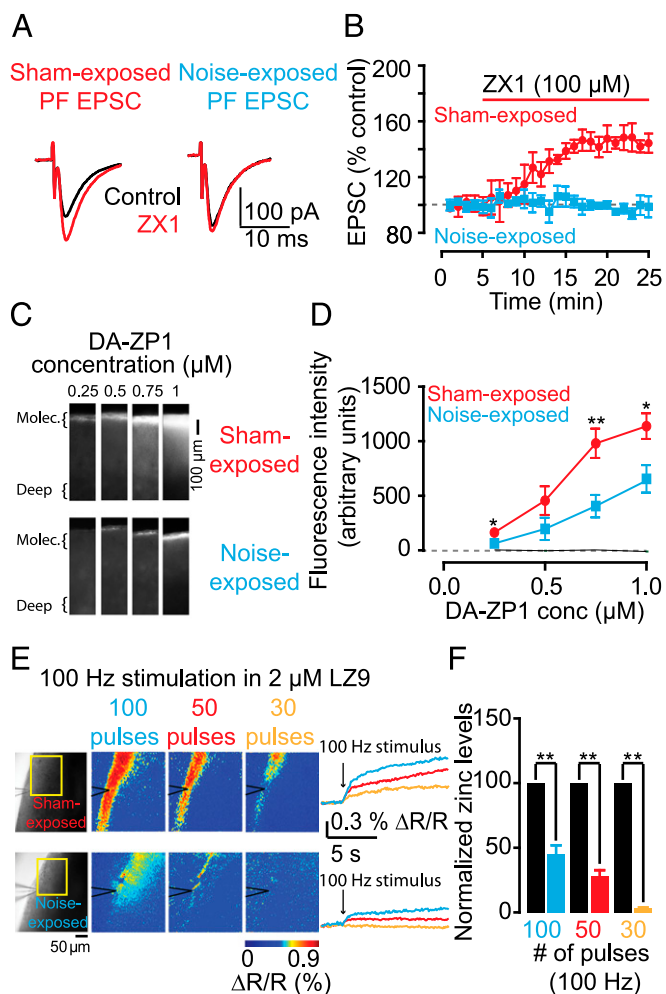 A
Sham-exposed
PF EPSC
Noise-exposed
PF EPSC
Control
ZX1
100 pA
10 ms
B
EPSC (% control)
200
160
120
80
ZX1 (100 µM)
Sham-exposed
Noise-exposed
0 5 10 15 20 25
Time (min)
C
DA-ZP1
concentration (µM)
0.25 0.5 0.75 1
Molec.{
Deep {
100 µm
Sham-
exposed
Molec.{
Deep {
Noise-
exposed
D
Fluorescence intensity
(arbitrary units)
1500
1000
500
0
Sham-exposed
Noise-exposed
*
**
*
0.0 0.5 1.0
DA-ZP1 conc (µM)
E
100 Hz stimulation in 2 µM LZ9
100
pulses
50
pulses
30
pulses
Sham-
exposed
100 Hz stimulus
0.3 % ΔR/R
5 s
Noise-
exposed
100 Hz stimulus
50 µm
0 0.9
ΔR/R (%)
F
Normalized zinc levels
150
100
50
0
** ** **
100 50 30
# of pulses
(100 Hz)